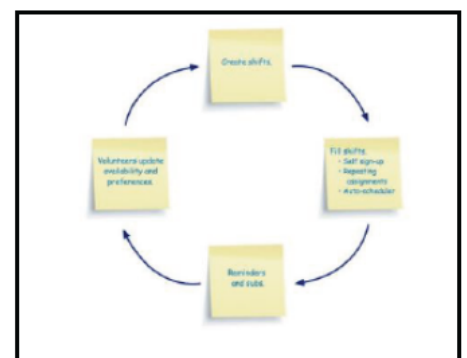 Create shifts.
Fill shifts.
• Self sign-up
• Repeating
assignments
• Auto-scheduler
Reminders
and subs.
Volunteers update
availability and
preferences.